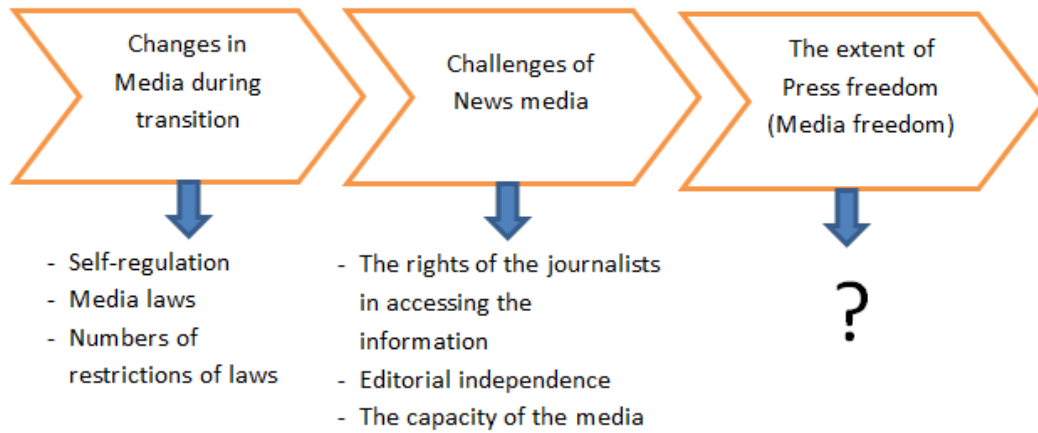 Changes in
Media during
transition
Challenges of
News media
The extent of
Press freedom
(Media freedom)
- Self-regulation
- Media laws
- Numbers of
restrictions of laws
- The rights of the journalists
in accessing the
information
- Editorial independence
- The capacity of the media
?